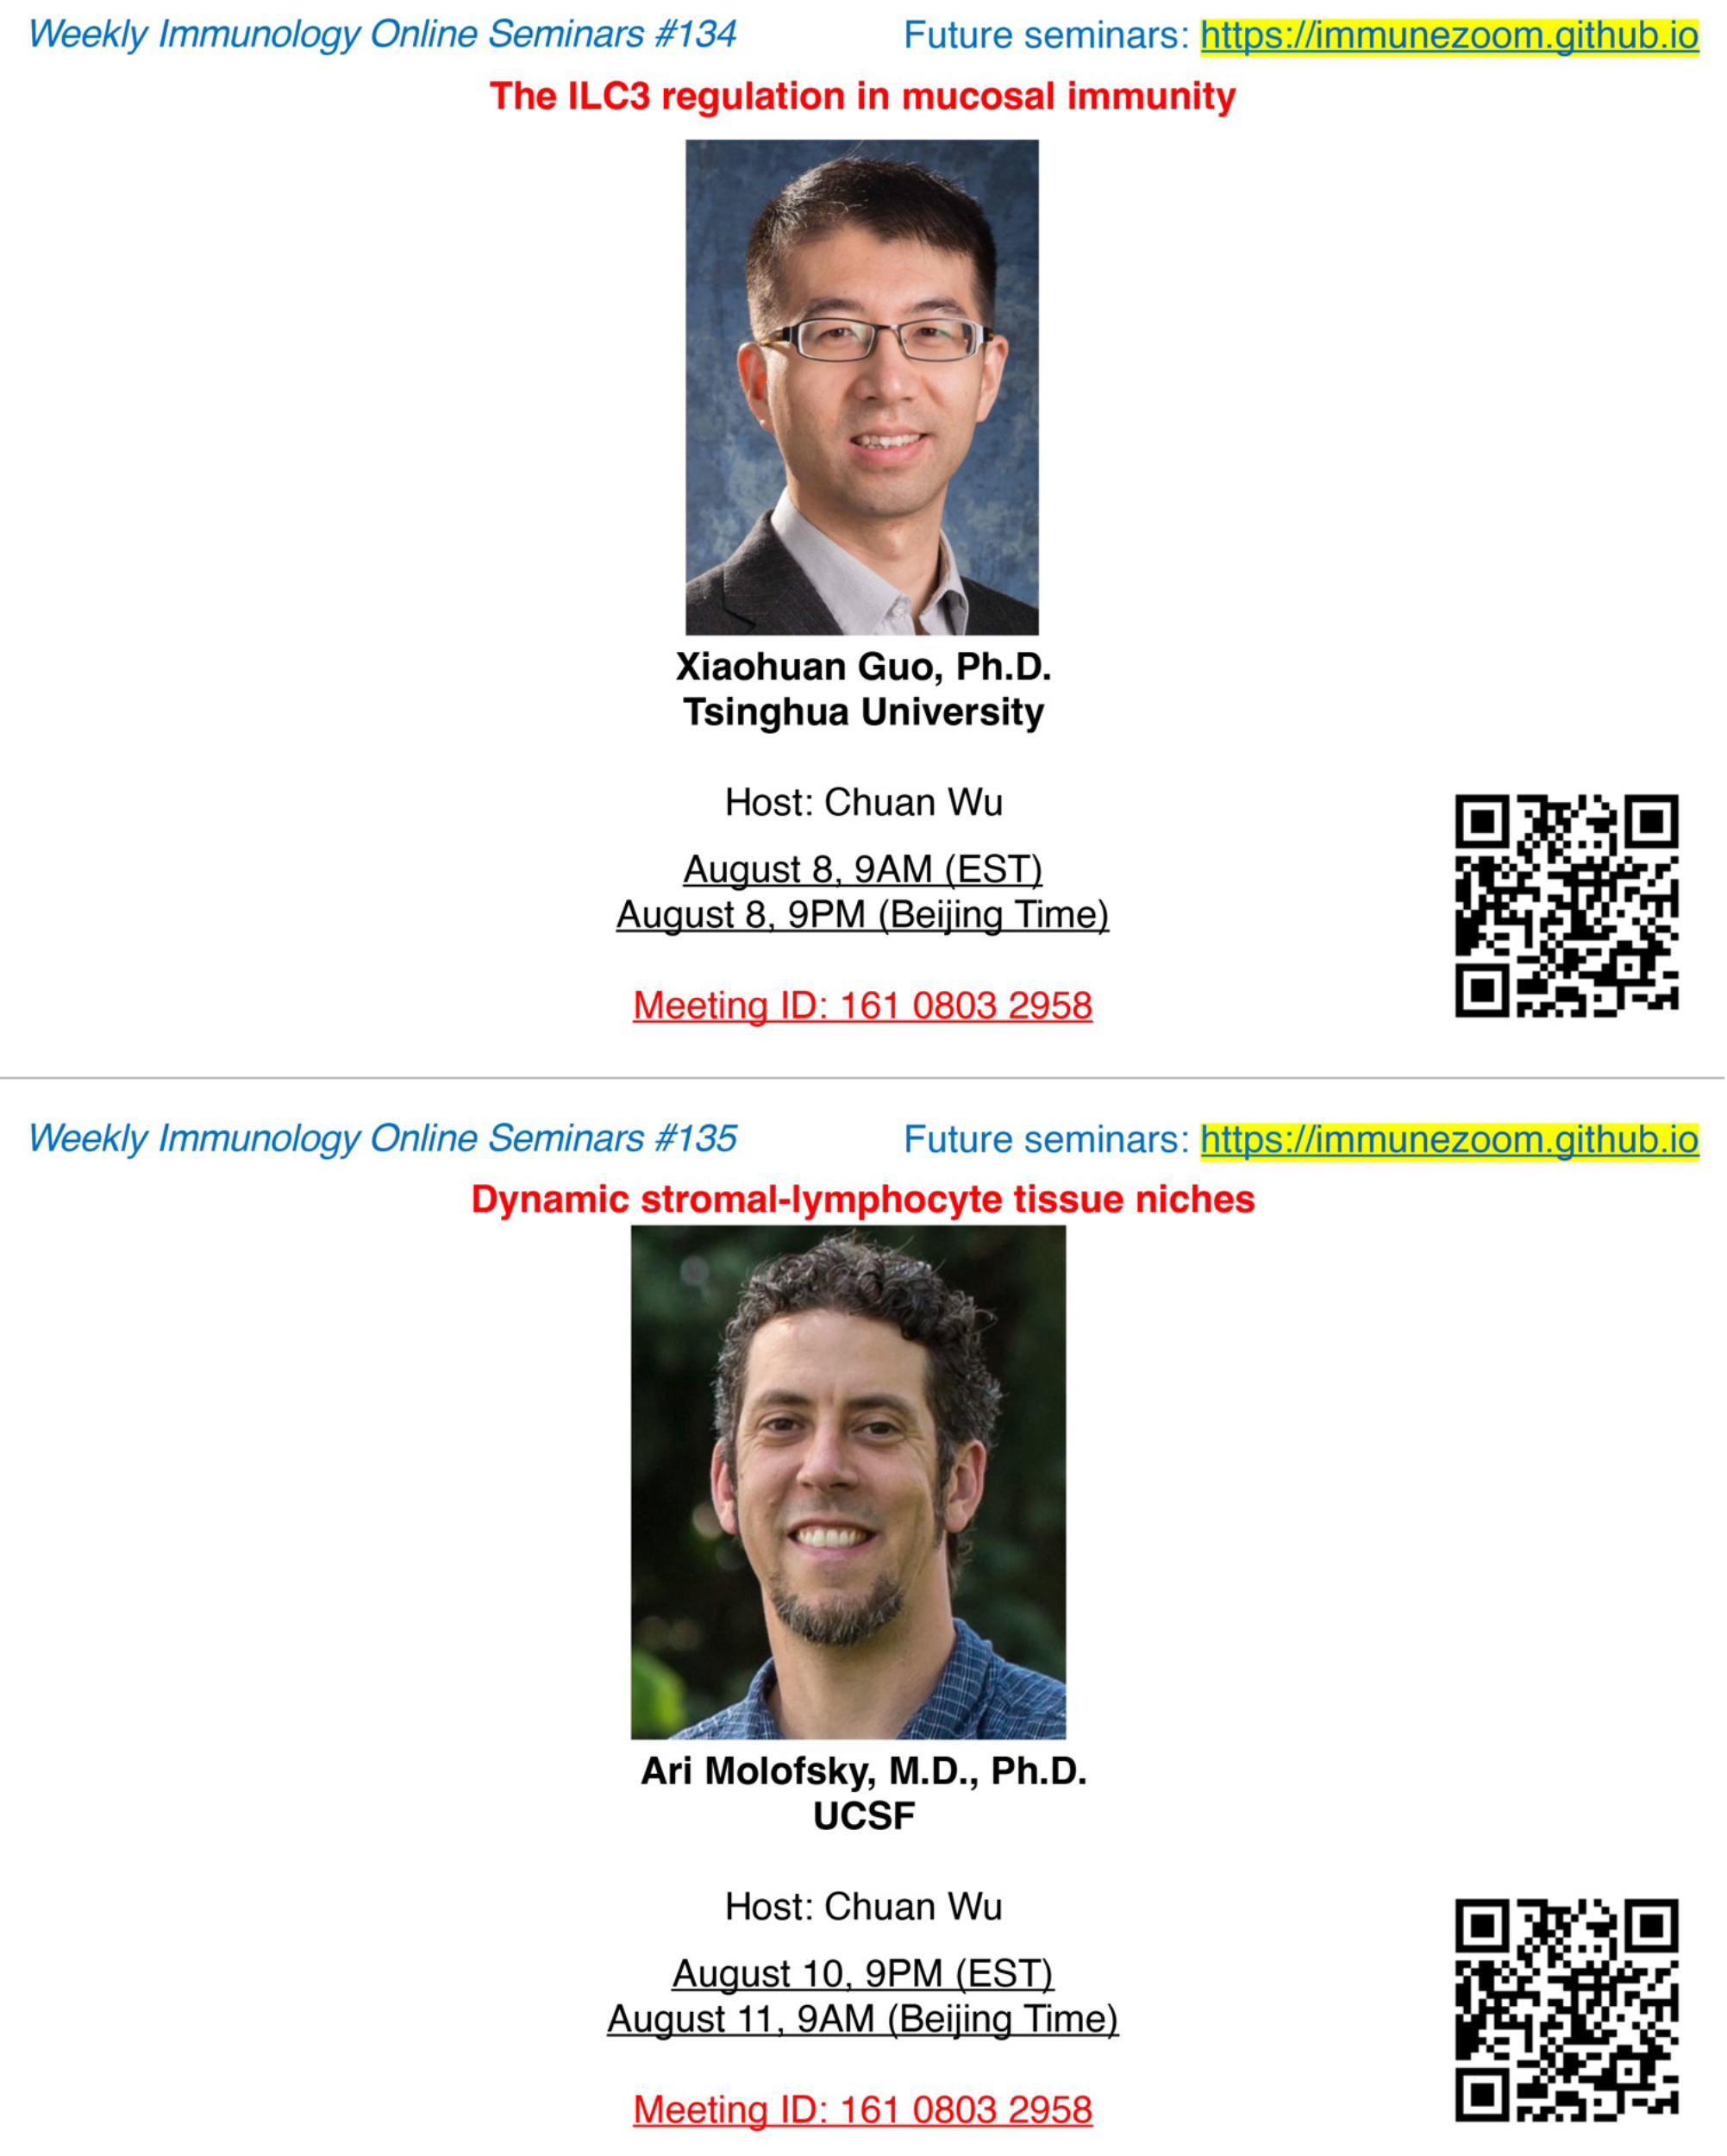 Weekly Immunology Online Seminars #134
Future seminars: https://immunezoom.github.io
The ILC3 regulation in mucosal immunity
Xiaohuan Guo, Ph.D.
Tsinghua University
Host: Chuan Wu
August 8, 9AM (EST)
August 8, 9PM (Beijing Time)
Meeting ID: 161 0803 2958
Weekly Immunology Online Seminars #135
Future seminars: https://immunezoom.github.io
Dynamic stromal-lymphocyte tissue niches
Ari Molofsky, M.D., Ph.D.
UCSF
Host: Chuan Wu
August 10, 9PM (EST)
August 11, 9AM (Beijing Time)
Meeting ID: 161 0803 2958